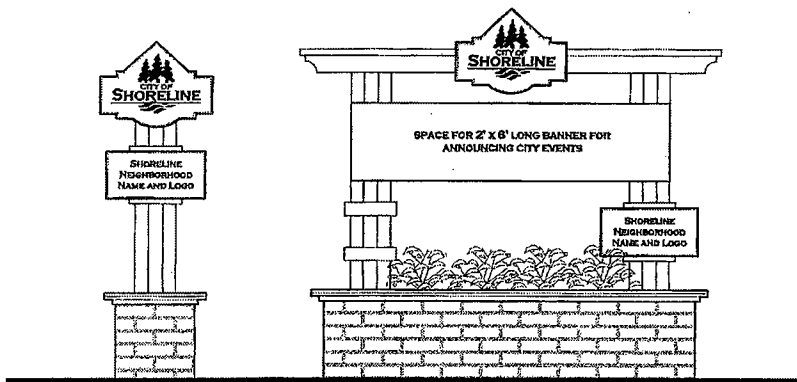 CITY OF
SHORELINE
SHORELINE
NEIGHBORHOOD
NAME AND LOGO
CITY OF
SHORELINE
SPACE FOR 2' X 8' LONG BANNER FOR
ANNOUNCING CITY EVENTS
SHORELINE
NEIGHBORHOOD
NAME AND LOGO